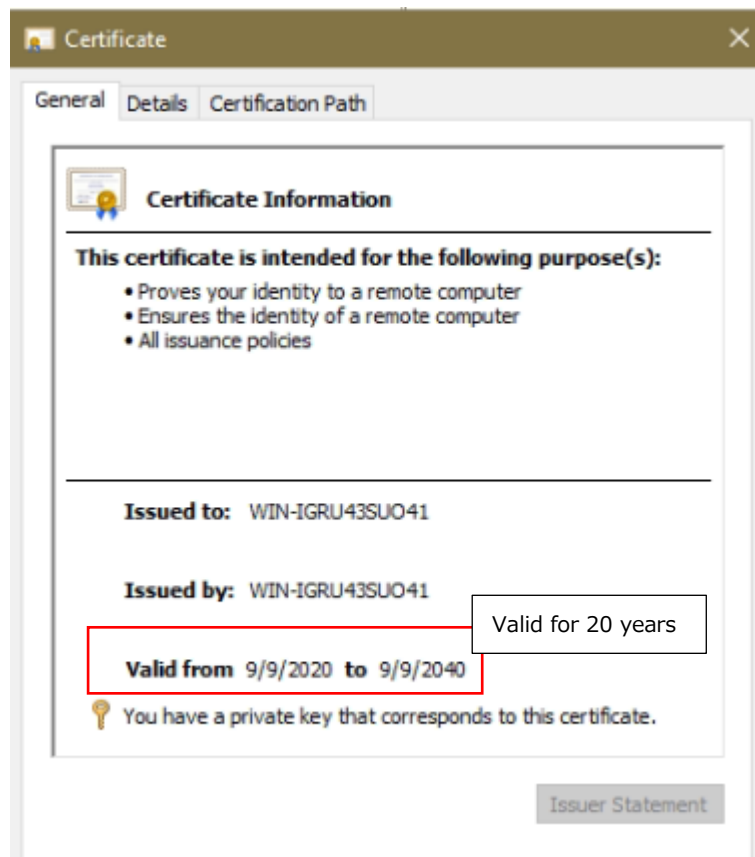 Certificate
General Details Certification Path
Certificate Information
This certificate is intended for the following purpose(s):
• Proves your identity to a remote computer
• Ensures the identity of a remote computer
• All issuance policies
Issued to: WIN-IGRU43SUO41
Issued by: WIN-IGRU43SUO41
Valid for 20 years
Valid from 9/9/2020 to 9/9/2040
You have a private key that corresponds to this certificate.
Issuer Statement